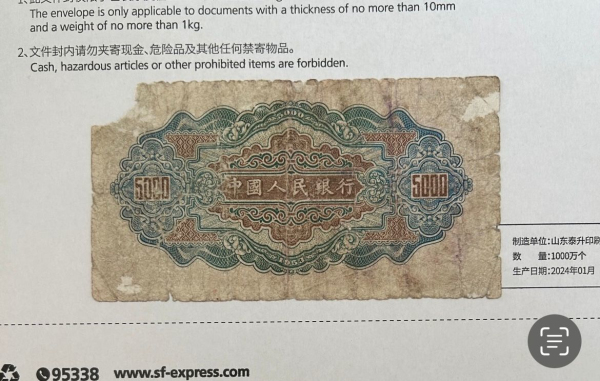 The envelope is only applicable to documents with a thickness of no more than 10mm
and a weight of no more than 1kg.
2、文件封内请勿夹寄现金、危险品及其他任何禁寄物品。
Cash, hazardous articles or other prohibited items are forbidden.
5000
5000 中國人民銀行 5000
制造单位:山东泰升印刷
数 量:1000万个
生产日期:2024年01月
95338 www.sf-express.com